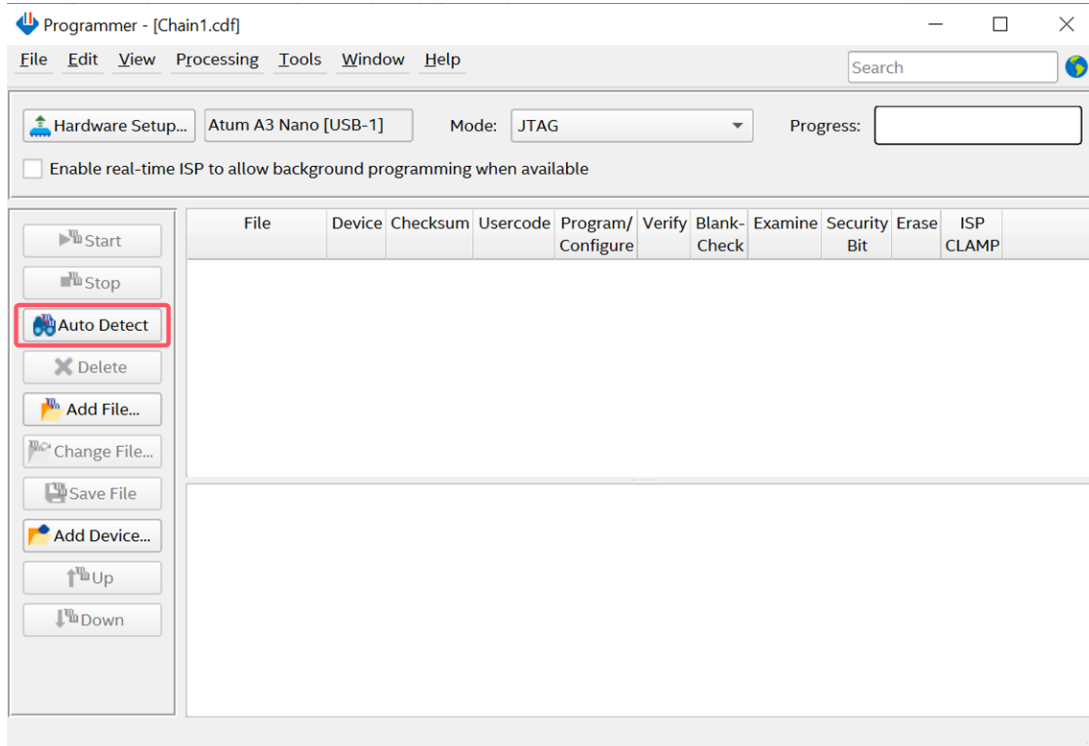 Programmer - [Chain1.cdf]
File Edit View Processing Tools Window Help
Search
Hardware Setup... Atum A3 Nano [USB-1] Mode: JTAG Progress:
Enable real-time ISP to allow background programming when available
File Device Checksum Usercode Program/ Verify Blank- Examine Security Erase ISP
Configure Check Bit CLAMP
Start
Stop
Auto Detect
Delete
Add File...
Change File...
Save File
Add Device...
Up
Down